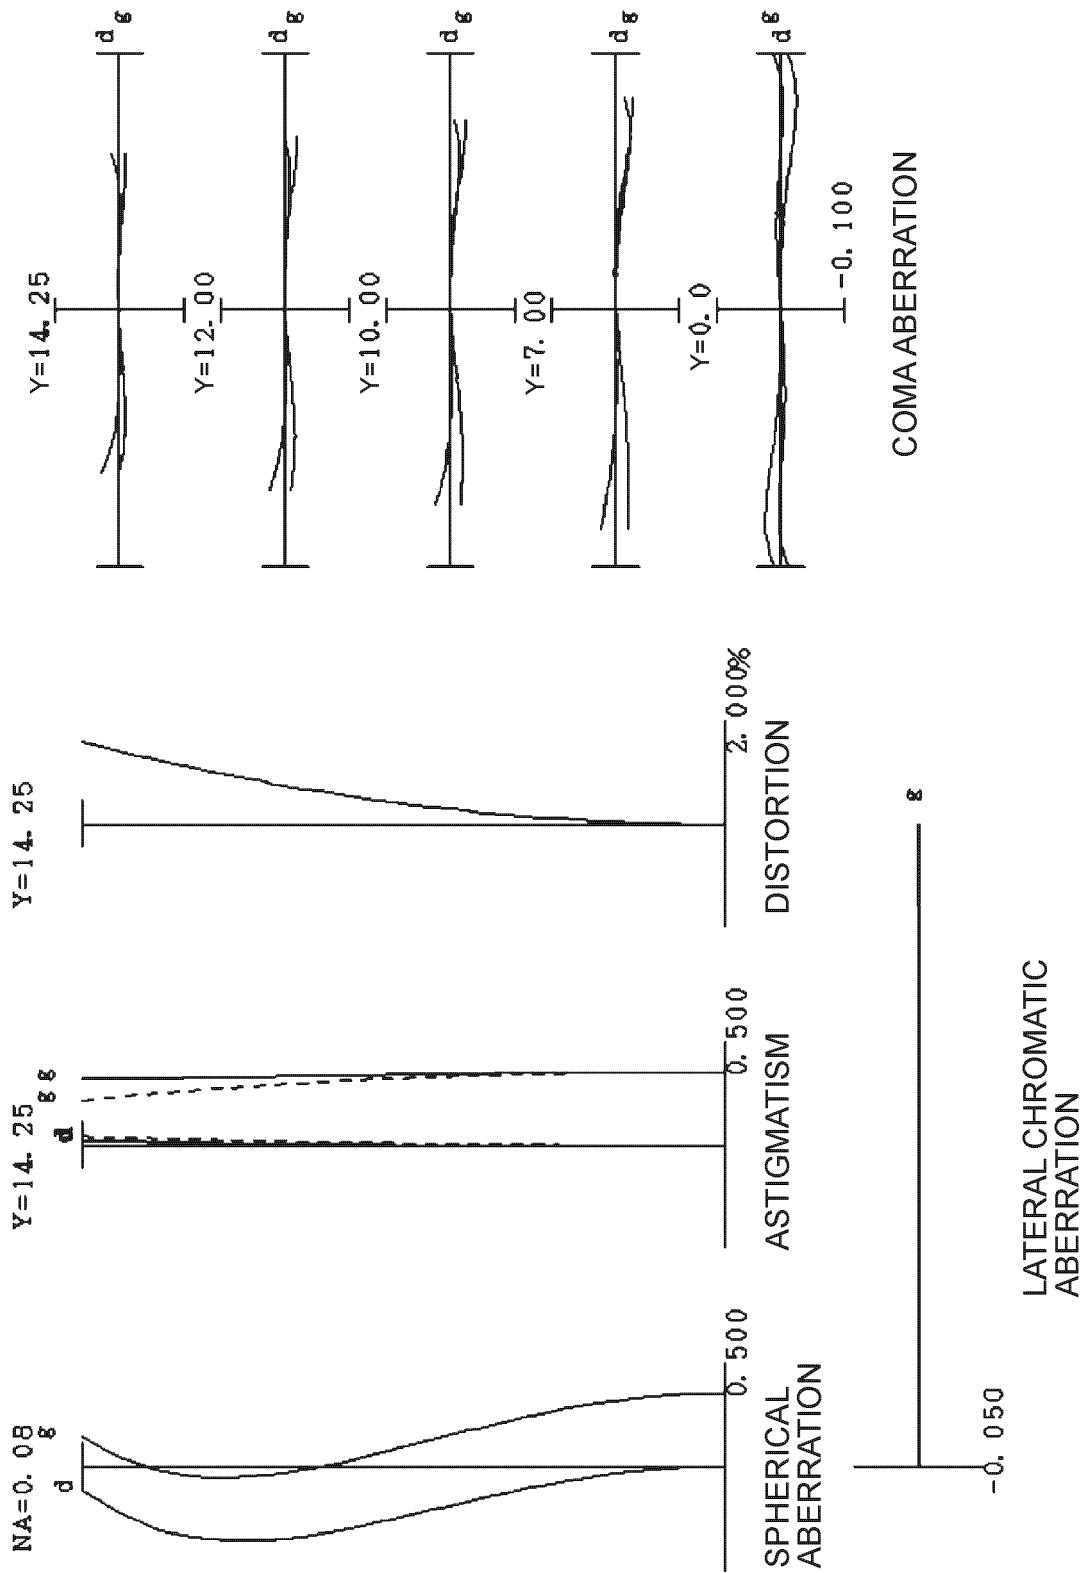 NA=0. 08
d
g
0. 500
SPHERICAL
ABERRATION
Y=14. 25
d
g g
0. 500
ASTIGMATISM
Y=14. 25
2. 000%
DISTORTION
Y=14. 25
d
g
Y=12. 00
d
g
Y=10. 00
d
g
Y=7. 00
d
g
Y=0. 0
d
g
-0. 100
COMA ABERRATION
g
-0. 050
LATERAL CHROMATIC
ABERRATION